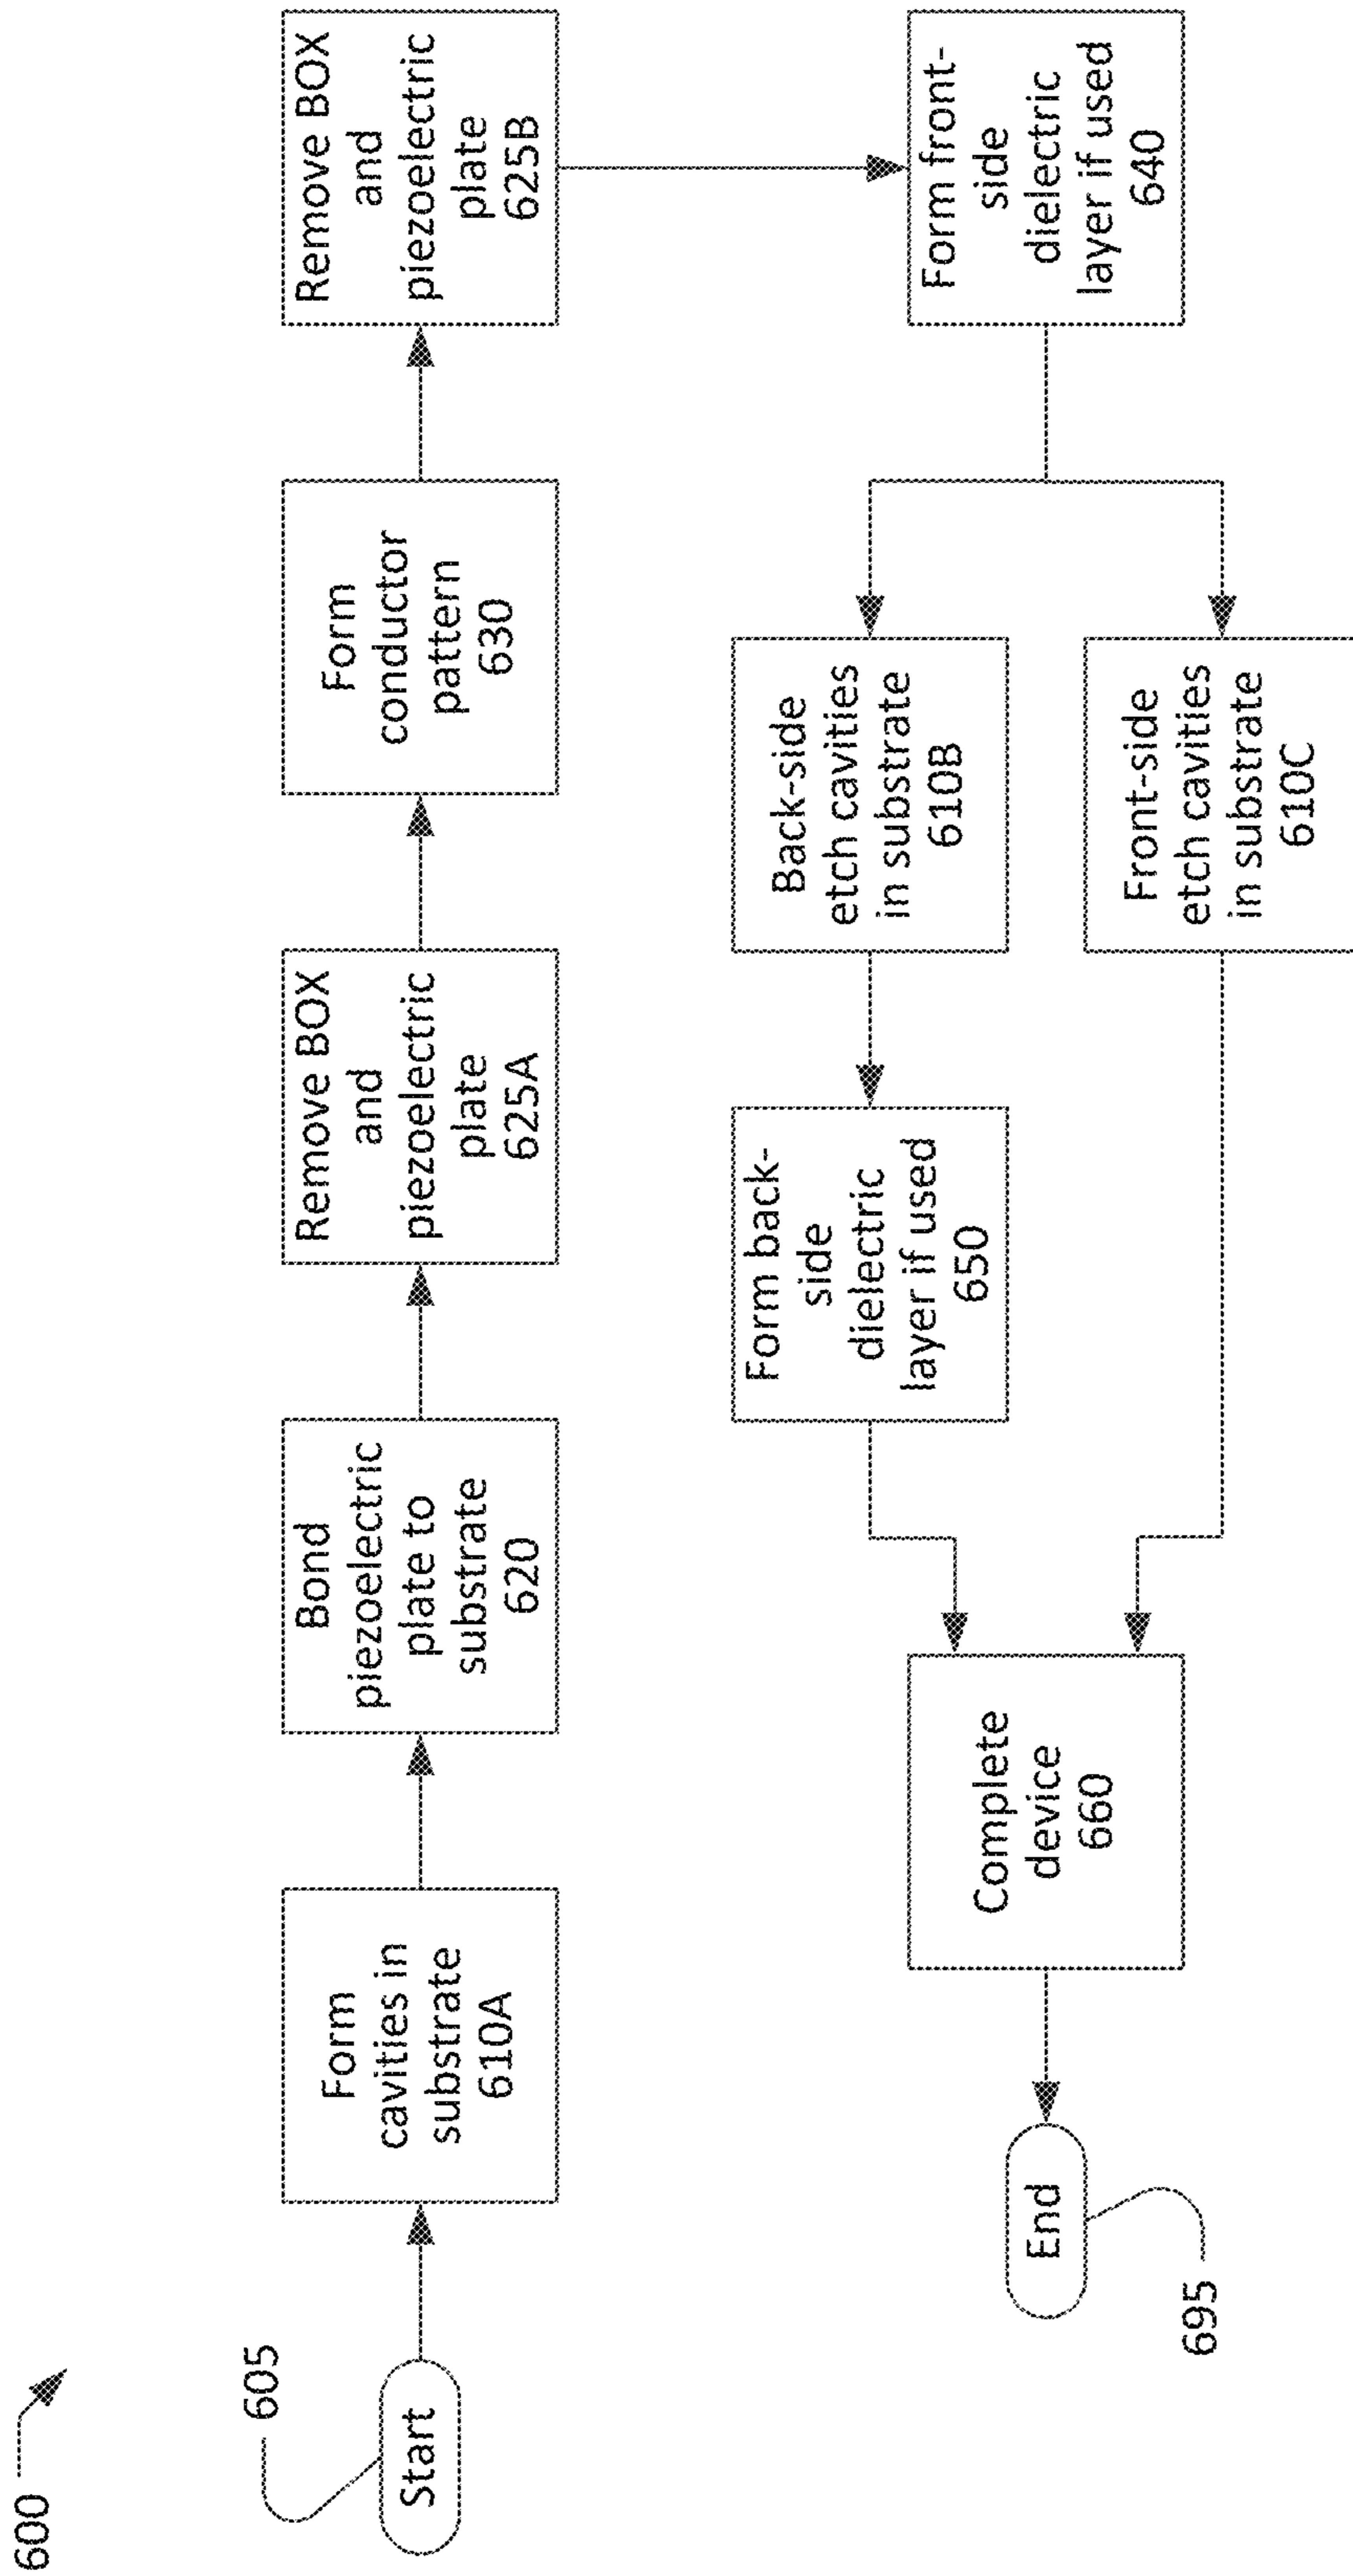 600
605
Start
Form
cavities in
substrate
610A
Bond
piezoelectric
plate to
substrate
620
Remove BOX
and
piezoelectric
plate
625A
Form
conductor
pattern
630
Remove BOX
and
piezoelectric
plate
625B
Form front-
side
dielectric
layer if used
640
Back-side
etch cavities
in substrate
610B
Front-side
etch cavities
in substrate
610C
Form back-
side
dielectric
layer if used
650
Complete
device
660
End
695